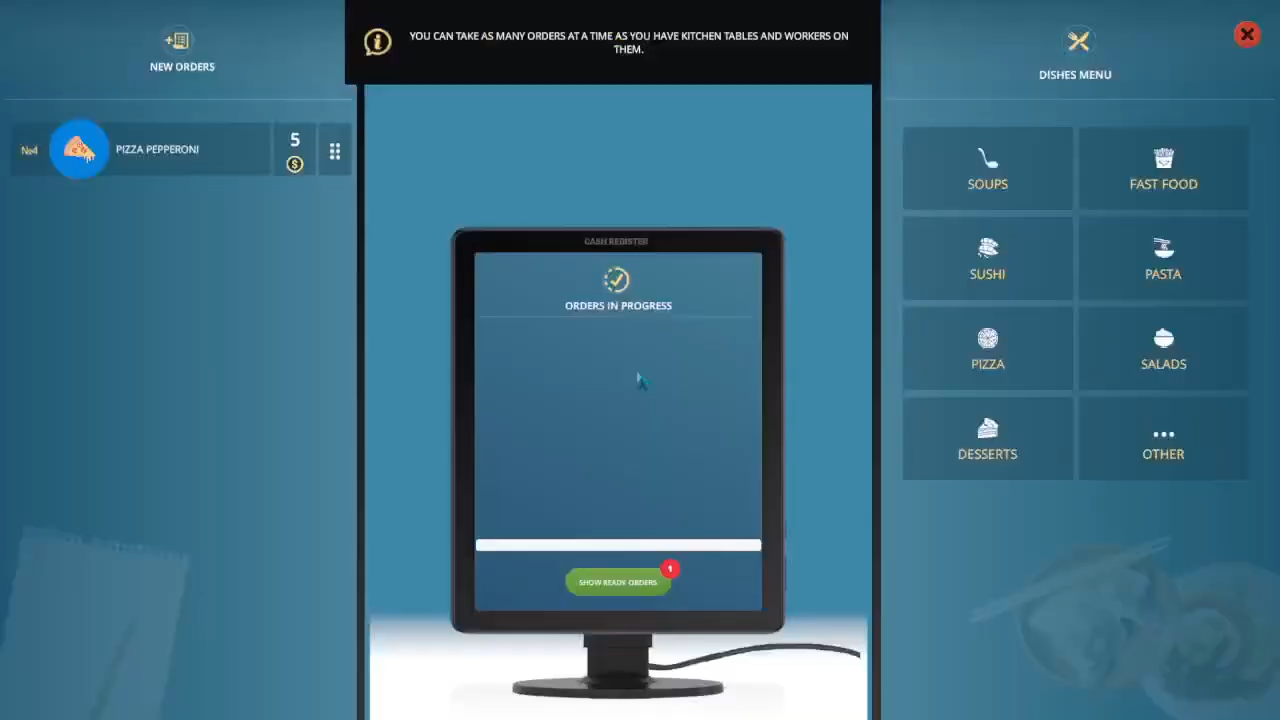 NEW ORDERS
№4
PIZZA PEPPERONI
5
YOU CAN TAKE AS MANY ORDERS AT A TIME AS YOU HAVE KITCHEN TABLES AND WORKERS ON
THEM.
CASH REGISTER
ORDERS IN PROGRESS
SHOW READY ORDERS
1
DISHES MENU
SOUPS
FAST FOOD
SUSHI
PASTA
PIZZA
SALADS
DESSERTS
OTHER